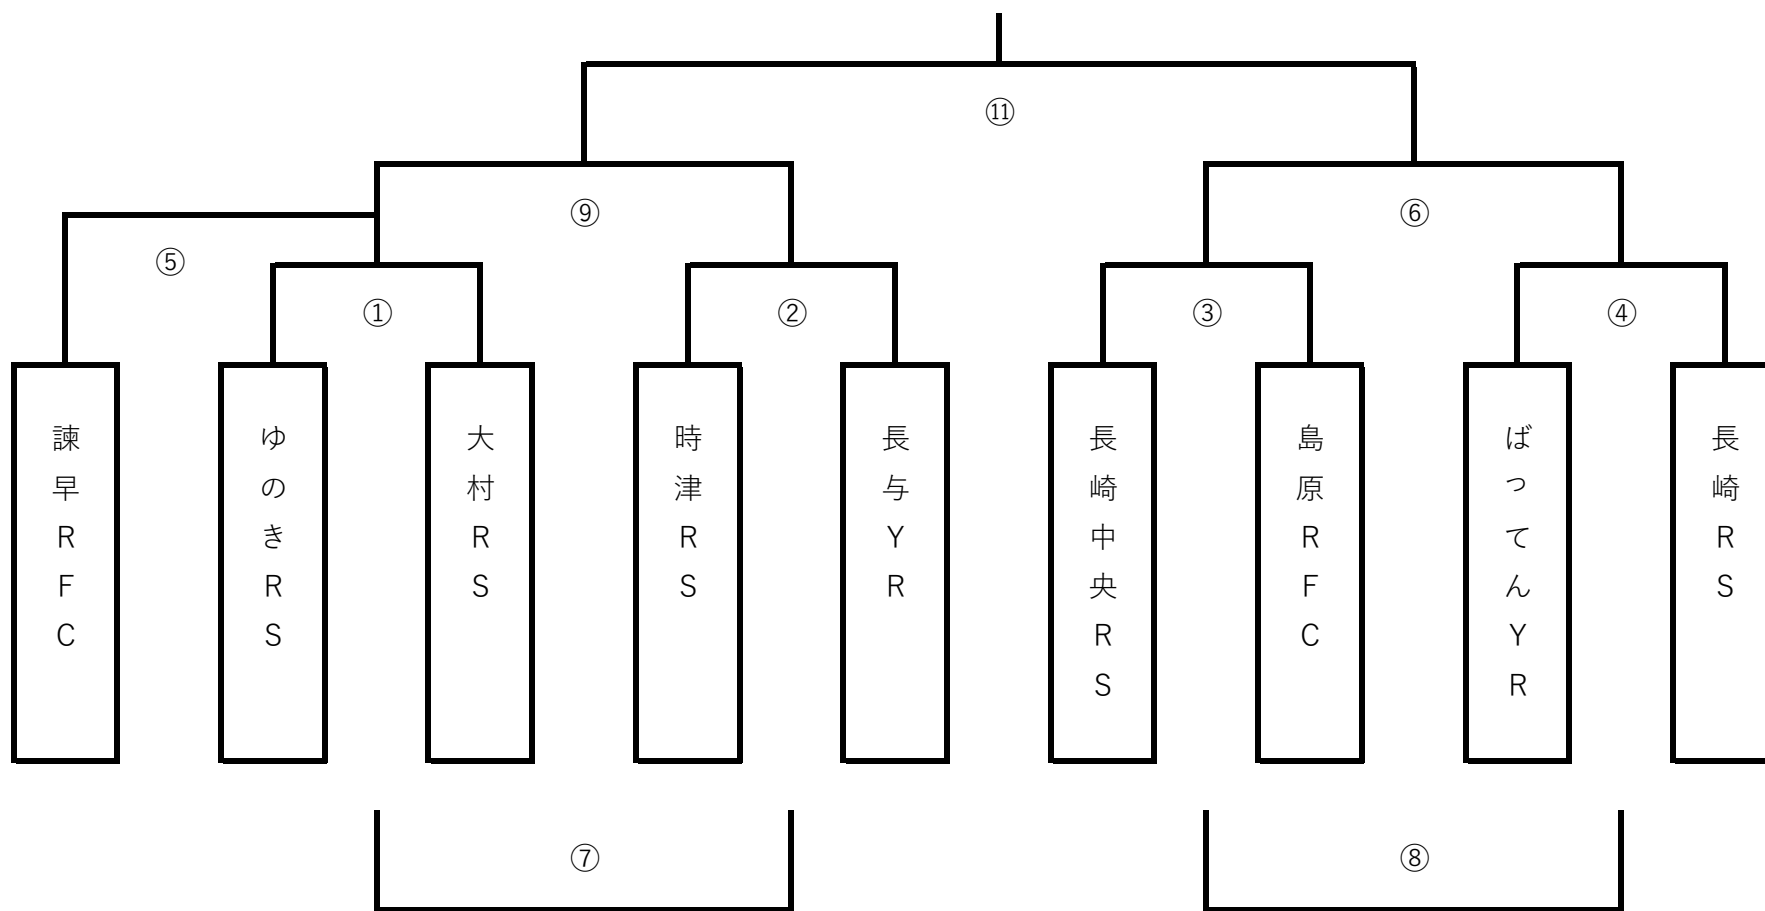 ⑪
⑨
⑥
⑤
①
②
③
④
諫早RFC
ゆのきRS
大村RS
時津RS
長与YR
長崎中央RS
島原RFC
ばってんYR
長崎RS
⑦
⑧